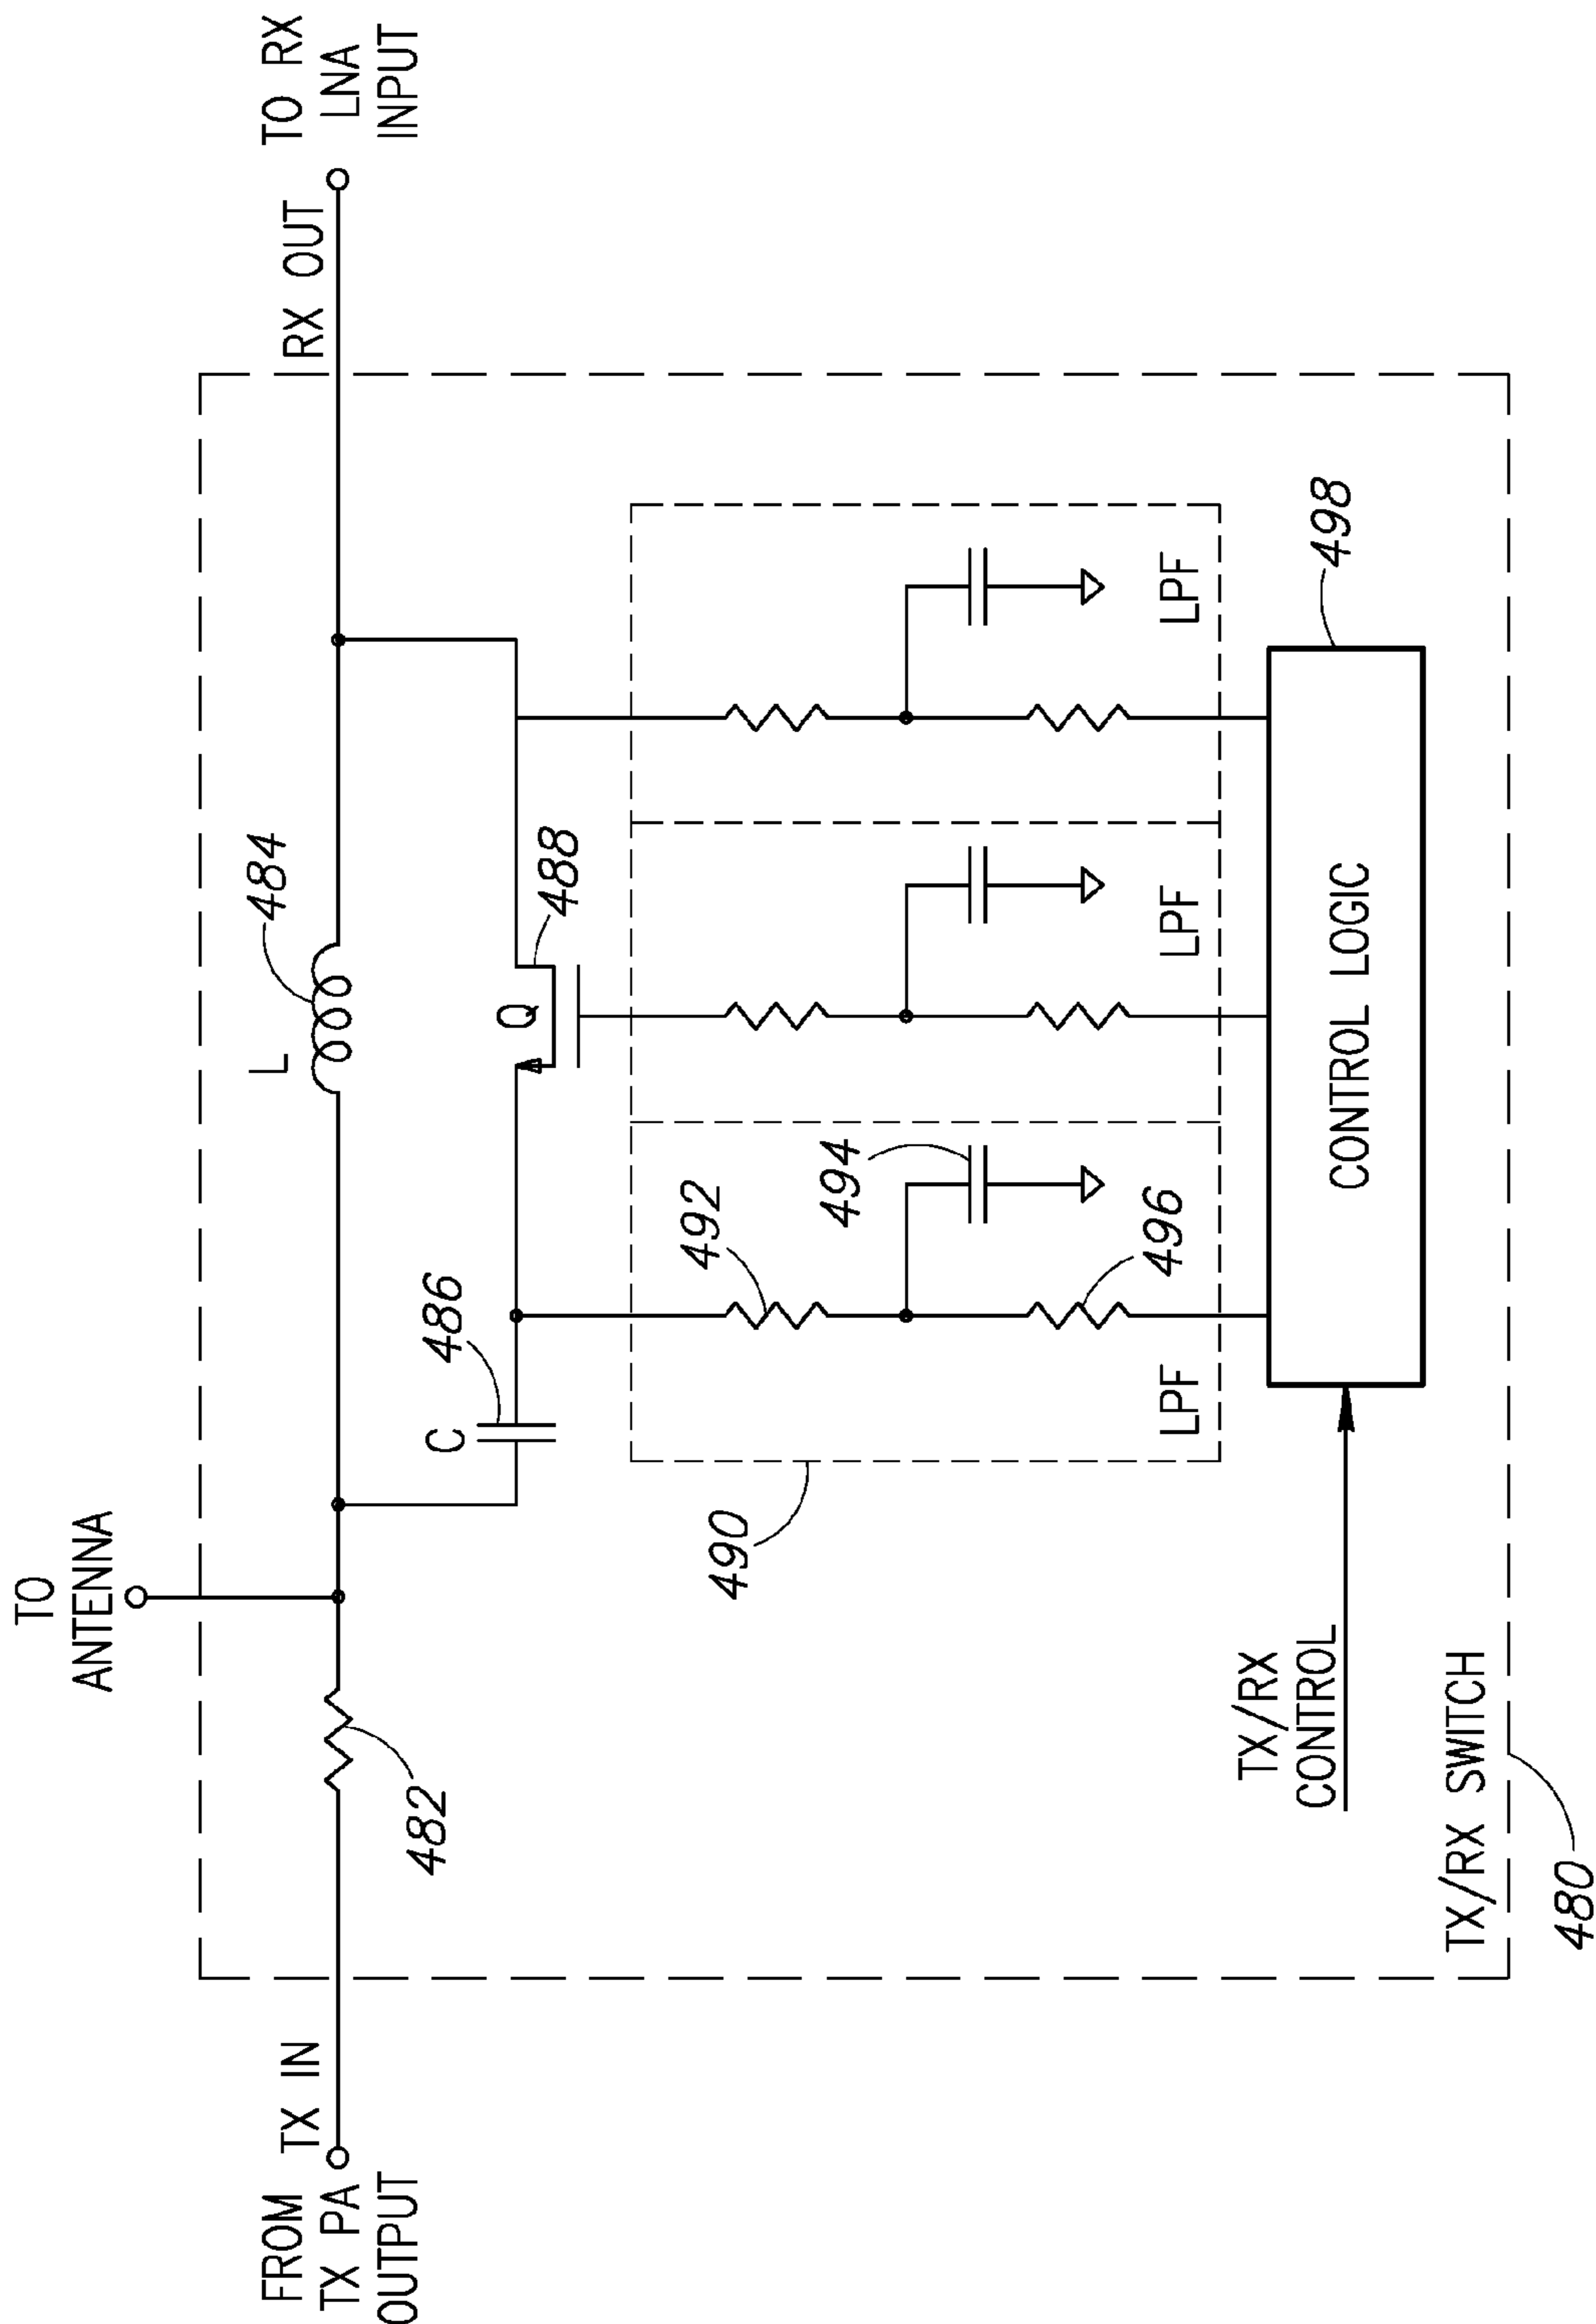 TO
ANTENNA
FROM
TX PA
OUTPUT
TX IN
482
L
484
RX OUT
TO RX
LNA
INPUT
C
486
Q
488
490
492
494
496
LPF
LPF
LPF
TX/RX
CONTROL
CONTROL LOGIC
498
TX/RX SWITCH
480